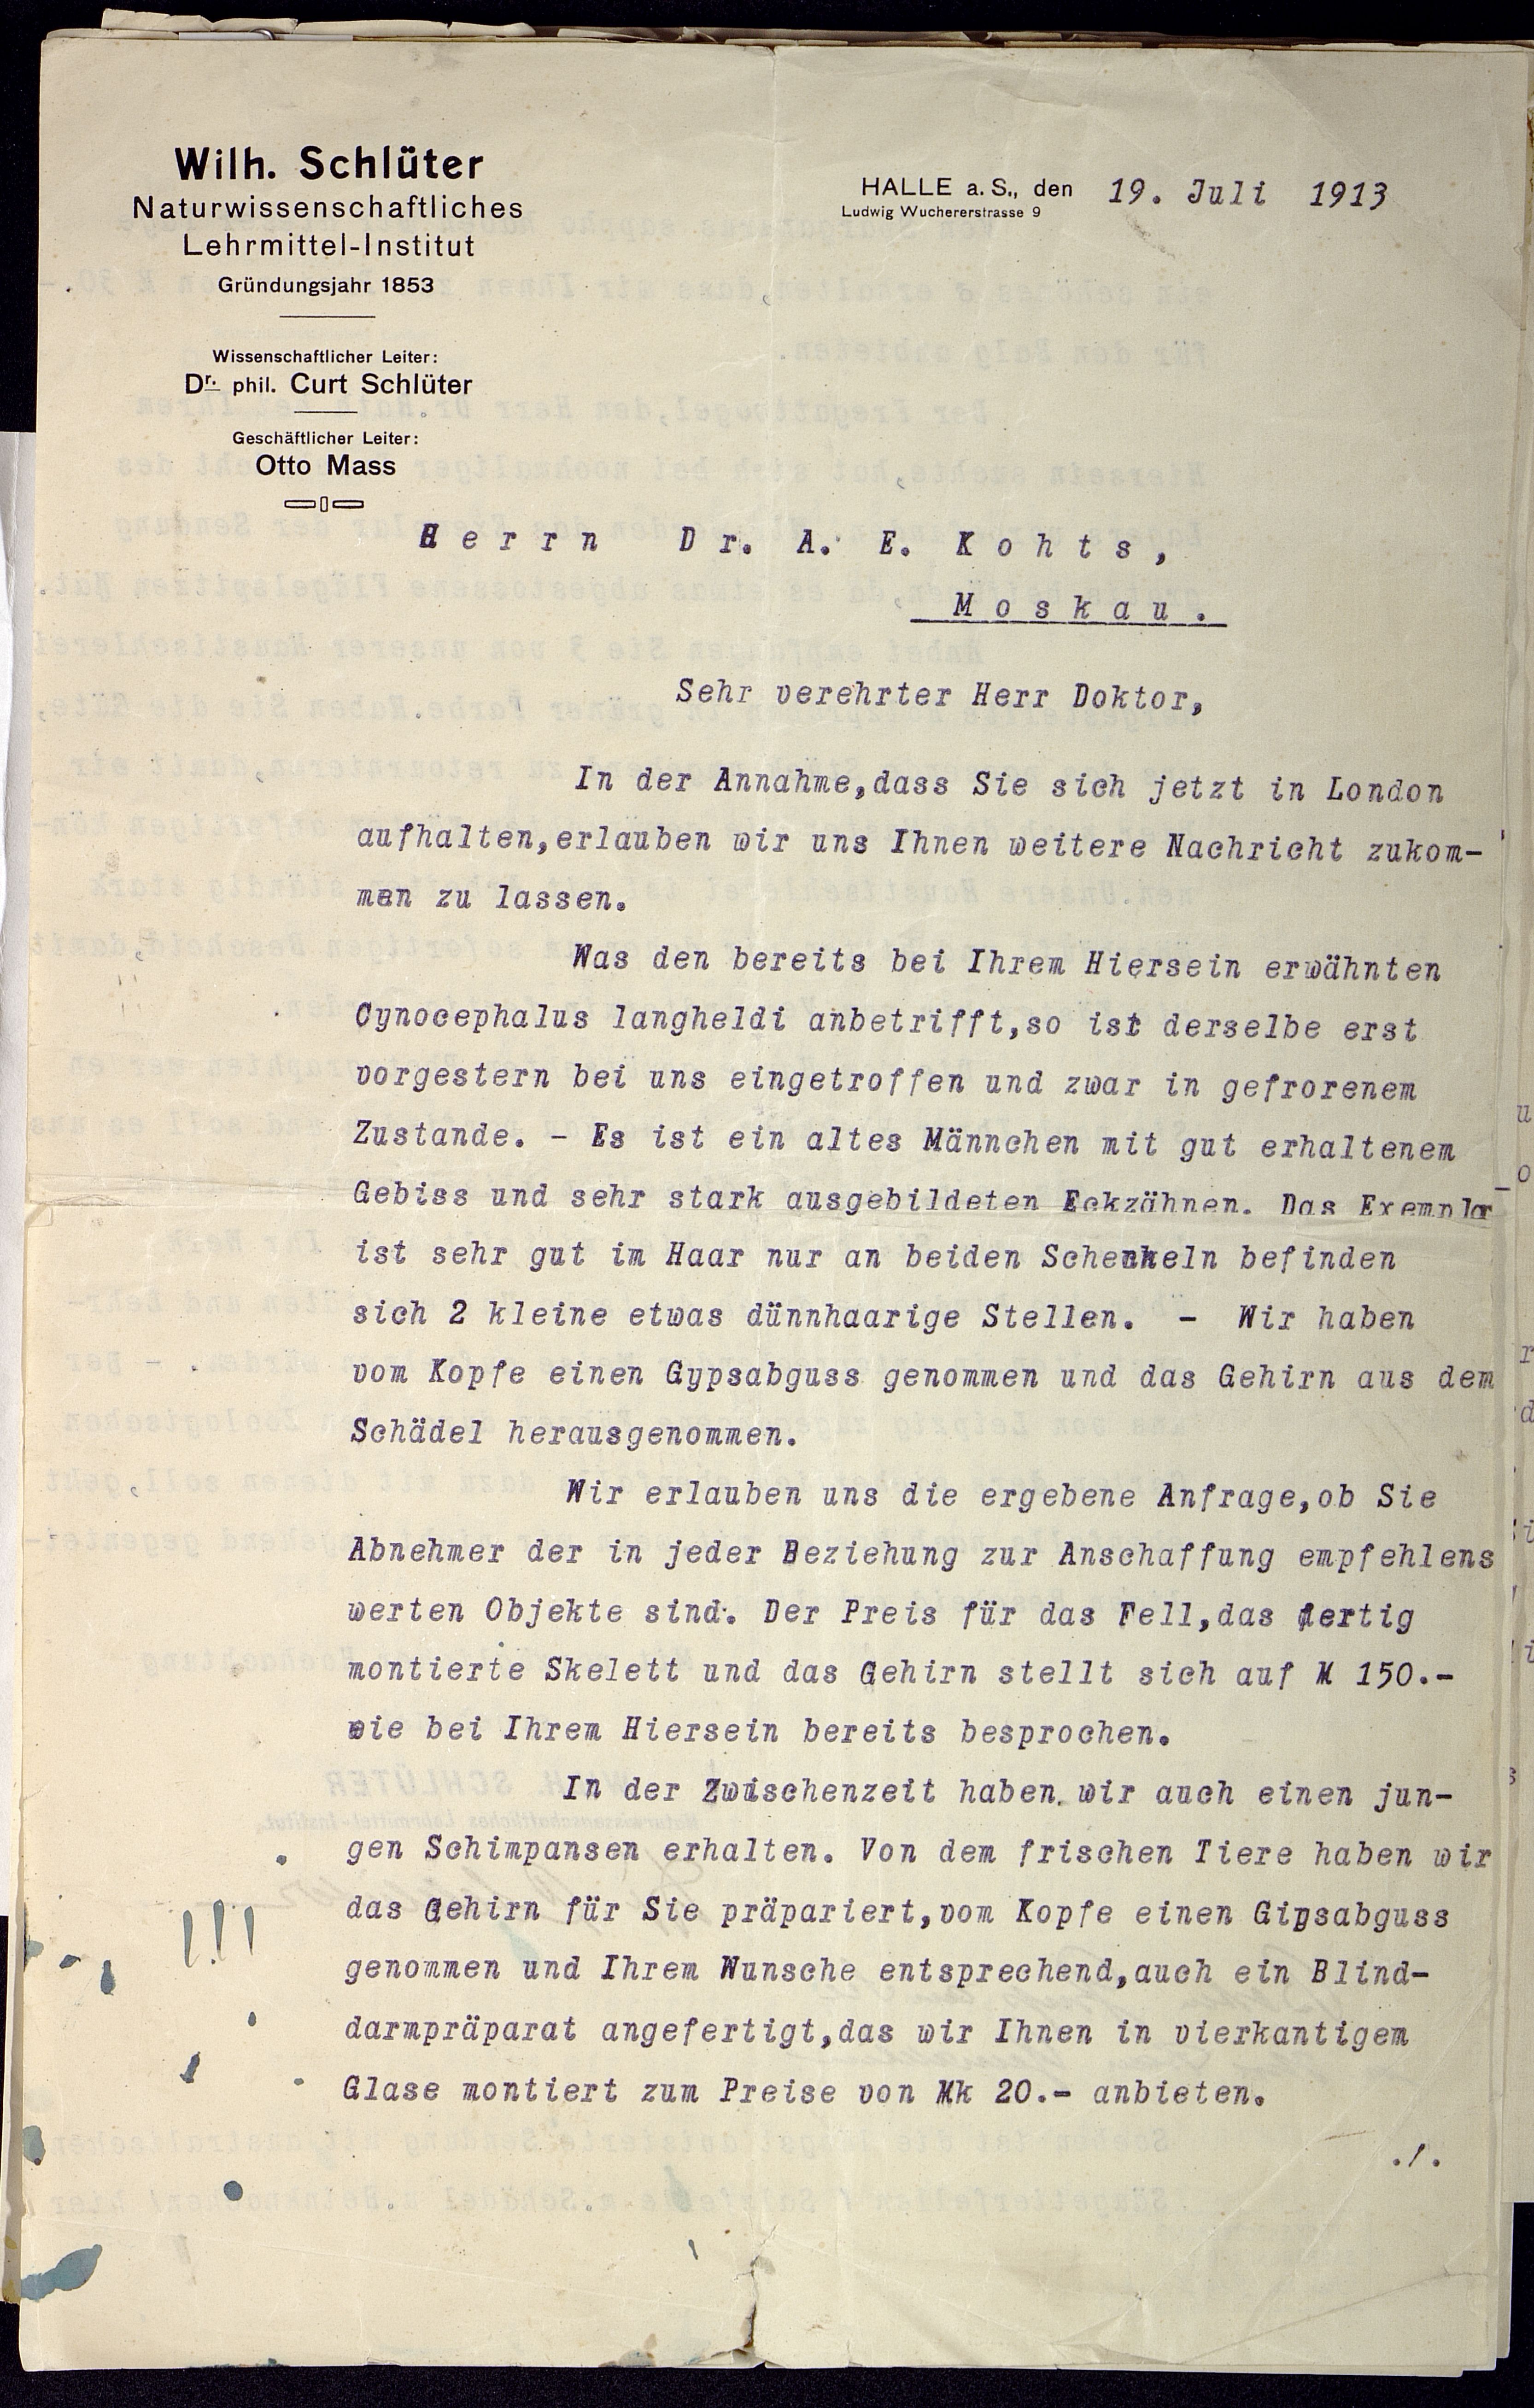 Wilh. Schlüter
Naturwissenschaftliches
Lehrmittel-Institut
Gründungsjahr 1853
Wissenschaftlicher Leiter:
Dr. phil. Curt Schlüter
Geschäftlicher Leiter:
Otto Mass
HALLE a. S., den 19. Juli 1913
Ludwig Wuchererstrasse 9
Herrn Dr. A. E. Kohts,
Moskau.
Sehr verehrter Herr Doktor,
In der Annahme,dass Sie sich jetzt in London
aufhalten,erlauben wir uns Ihnen weitere Nachricht zukom-
men zu lassen.
Was den bereits bei Ihrem Hiersein erwähnten
Cynocephalus langheldi anbetrifft,so ist derselbe erst
vorgestern bei uns eingetroffen und zwar in gefrorenem
Zustande. - Es ist ein altes Männchen mit gut erhaltenem
Gebiss und sehr stark ausgebildeten Eckzähnen. Das Exemplar
ist sehr gut im Haar nur an beiden Schenkeln befinden
sich 2 kleine etwas dünnhaarige Stellen. - Wir haben
vom Kopfe einen Gypsabguss genommen und das Gehirn aus dem
Schädel herausgenommen.
Wir erlauben uns die ergebene Anfrage,ob Sie
Abnehmer der in jeder Beziehung zur Anschaffung empfehlens
werten Objekte sind. Der Preis für das Fell,das fertig
montierte Skelett und das Gehirn stellt sich auf M 150.-
wie bei Ihrem Hiersein bereits besprochen.
In der Zwischenzeit haben wir auch einen jun-
gen Schimpansen erhalten. Von dem frischen Tiere haben wir
das Gehirn für Sie präpariert,vom Kopfe einen Gipsabguss
genommen und Ihrem Wunsche entsprechend,auch ein Blind-
darmpräparat angefertigt,das wir Ihnen in vierkantigem
Glase montiert zum Preise von Mk 20.- anbieten.
!!!
./.